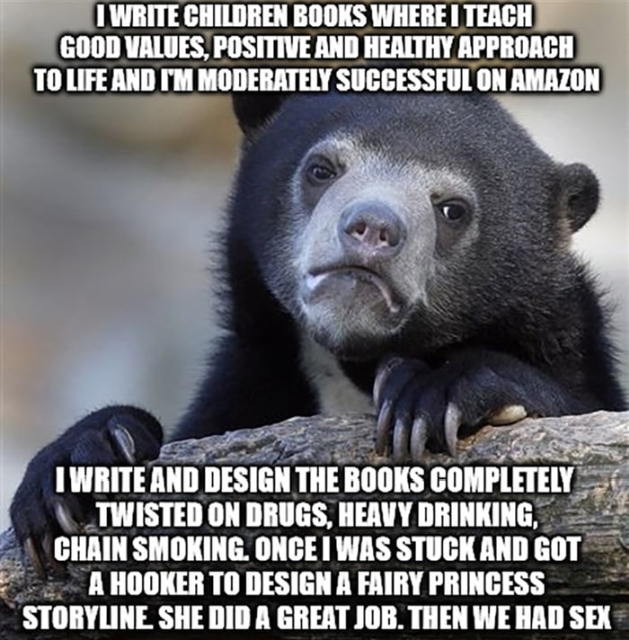 I WRITE CHILDREN BOOKS WHERE I TEACH
GOOD VALUES, POSITIVE AND HEALTHY APPROACH
TO LIFE AND I'M MODERATELY SUCCESSFUL ON AMAZON
I WRITE AND DESIGN THE BOOKS COMPLETELY
TWISTED ON DRUGS, HEAVY DRINKING,
CHAIN SMOKING. ONCE I WAS STUCK AND GOT
A HOOKER TO DESIGN A FAIRY PRINCESS
STORYLINE. SHE DID A GREAT JOB. THEN WE HAD SEX